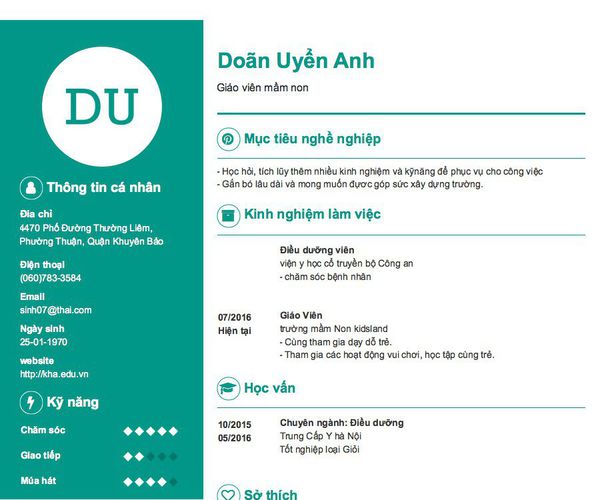 DU
Thông tin cá nhân
Địa chỉ
4470 Phố Đường Thường Liêm,
Phường Thuận, Quận Khuyên Bảo
Điện thoại
(060)783-3584
Email
sinh07@thai.com
Ngày sinh
25-01-1970
website
http://kha.edu.vn
Kỹ năng
Chăm sóc
Giao tiếp
Múa hát
Doãn Uyển Anh
Giáo viên mầm non
Mục tiêu nghề nghiệp
- Học hỏi, tích lũy thêm nhiều kinh nghiệm và kỹnăng để phục vụ cho công việc
- Gắn bó lâu dài và mong muốn được góp sức xây dựng trường.
Kinh nghiệm làm việc
Điều dưỡng viên
viện y học cổ truyền bộ Công an
- chăm sóc bệnh nhân
07/2016
Hiện tại
Giáo Viên
trường mầm Non kidsland
- Cùng tham gia dạy dỗ trẻ.
- Tham gia các hoạt động vui chơi, học tập cùng trẻ.
Học vấn
10/2015
05/2016
Chuyên ngành: Điều dưỡng
Trung Cấp Y hà Nội
Tốt nghiệp loại Giỏi
Sở thích